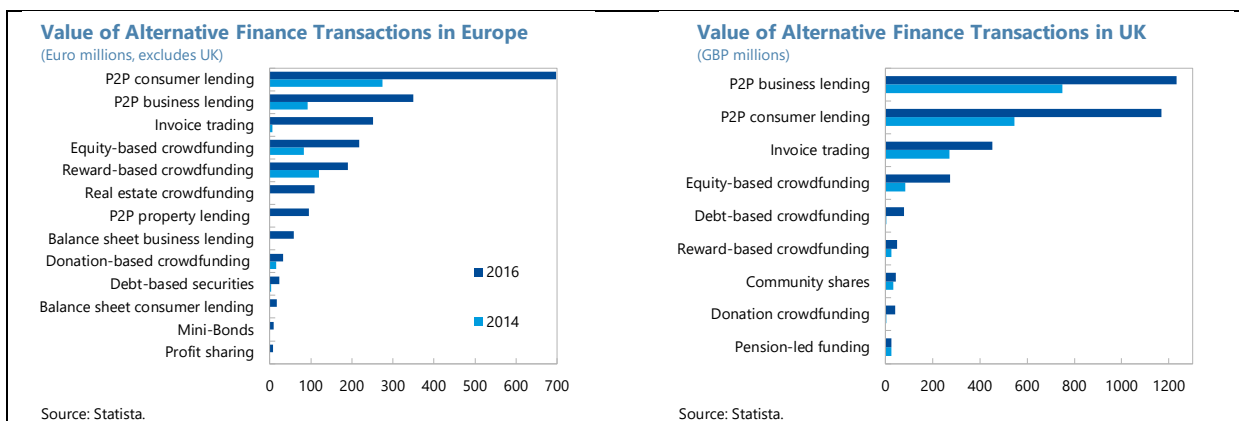 Value of Alternative Finance Transactions in Europe
(Euro millions, excludes UK)
P2P consumer lending
P2P business lending
Invoice trading
Equity-based crowdfunding
Reward-based crowdfunding
Real estate crowdfunding
P2P property lending
Balance sheet business lending
Donation-based crowdfunding
Debt-based securities
Balance sheet consumer lending
Mini-Bonds
Profit sharing
2016
2014
0 100 200 300 400 500 600 700
Source: Statista.
Value of Alternative Finance Transactions in UK
(GBP millions)
P2P business lending
P2P consumer lending
Invoice trading
Equity-based crowdfunding
Debt-based crowdfunding
Reward-based crowdfunding
Community shares
Donation crowdfunding
Pension-led funding
0 200 400 600 800 1000 1200
Source: Statista.